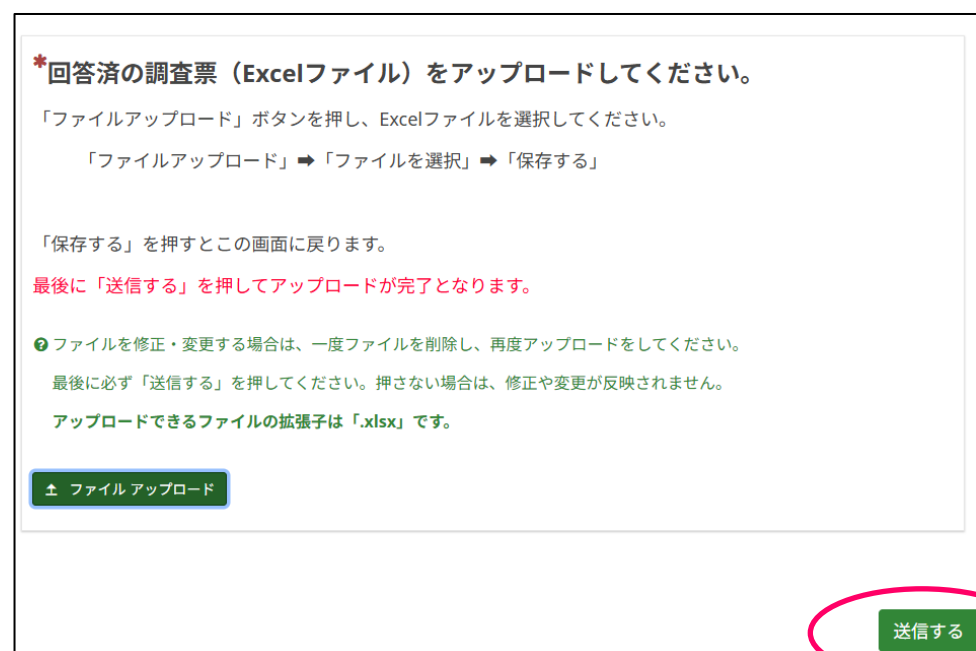 *回答済の調査票（Excelファイル）をアップロードしてください。
「ファイルアップロード」ボタンを押し、Excelファイルを選択してください。
「ファイルアップロード」➡「ファイルを選択」➡「保存する」
「保存する」を押すとこの画面に戻ります。
最後に「送信する」を押してアップロードが完了となります。
ファイルを修正・変更する場合は、一度ファイルを削除し、再度アップロードをしてください。
最後に必ず「送信する」を押してください。押さない場合は、修正や変更が反映されません。
アップロードできるファイルの拡張子は「.xlsx」です。
ファイル アップロード
送信する